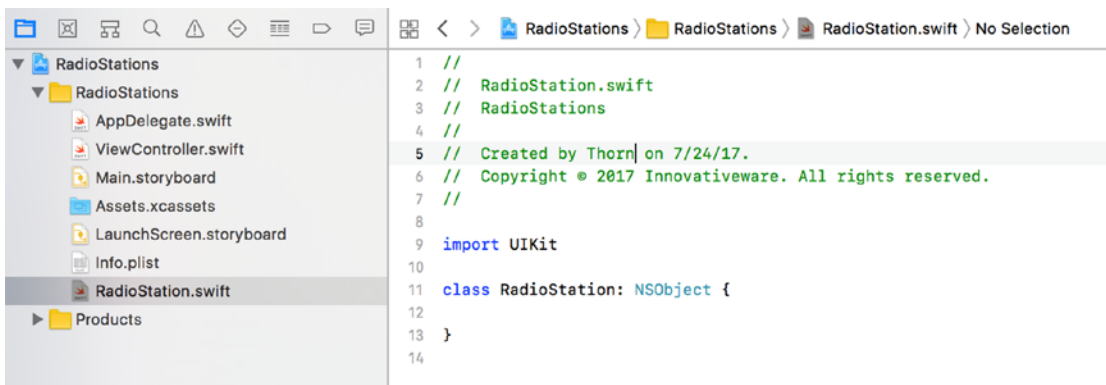 RadioStations 〉 RadioStations 〉 RadioStation.swift 〉 No Selection
RadioStations
RadioStations
AppDelegate.swift
ViewController.swift
Main.storyboard
Assets.xcassets
LaunchScreen.storyboard
Info.plist
RadioStation.swift
Products
1 //
2 // RadioStation.swift
3 // RadioStations
4 //
5 // Created by Thorn on 7/24/17.
6 // Copyright © 2017 Innovativeware. All rights reserved.
7 //
8
9 import UIKit
10
11 class RadioStation: NSObject {
12
13 }
14